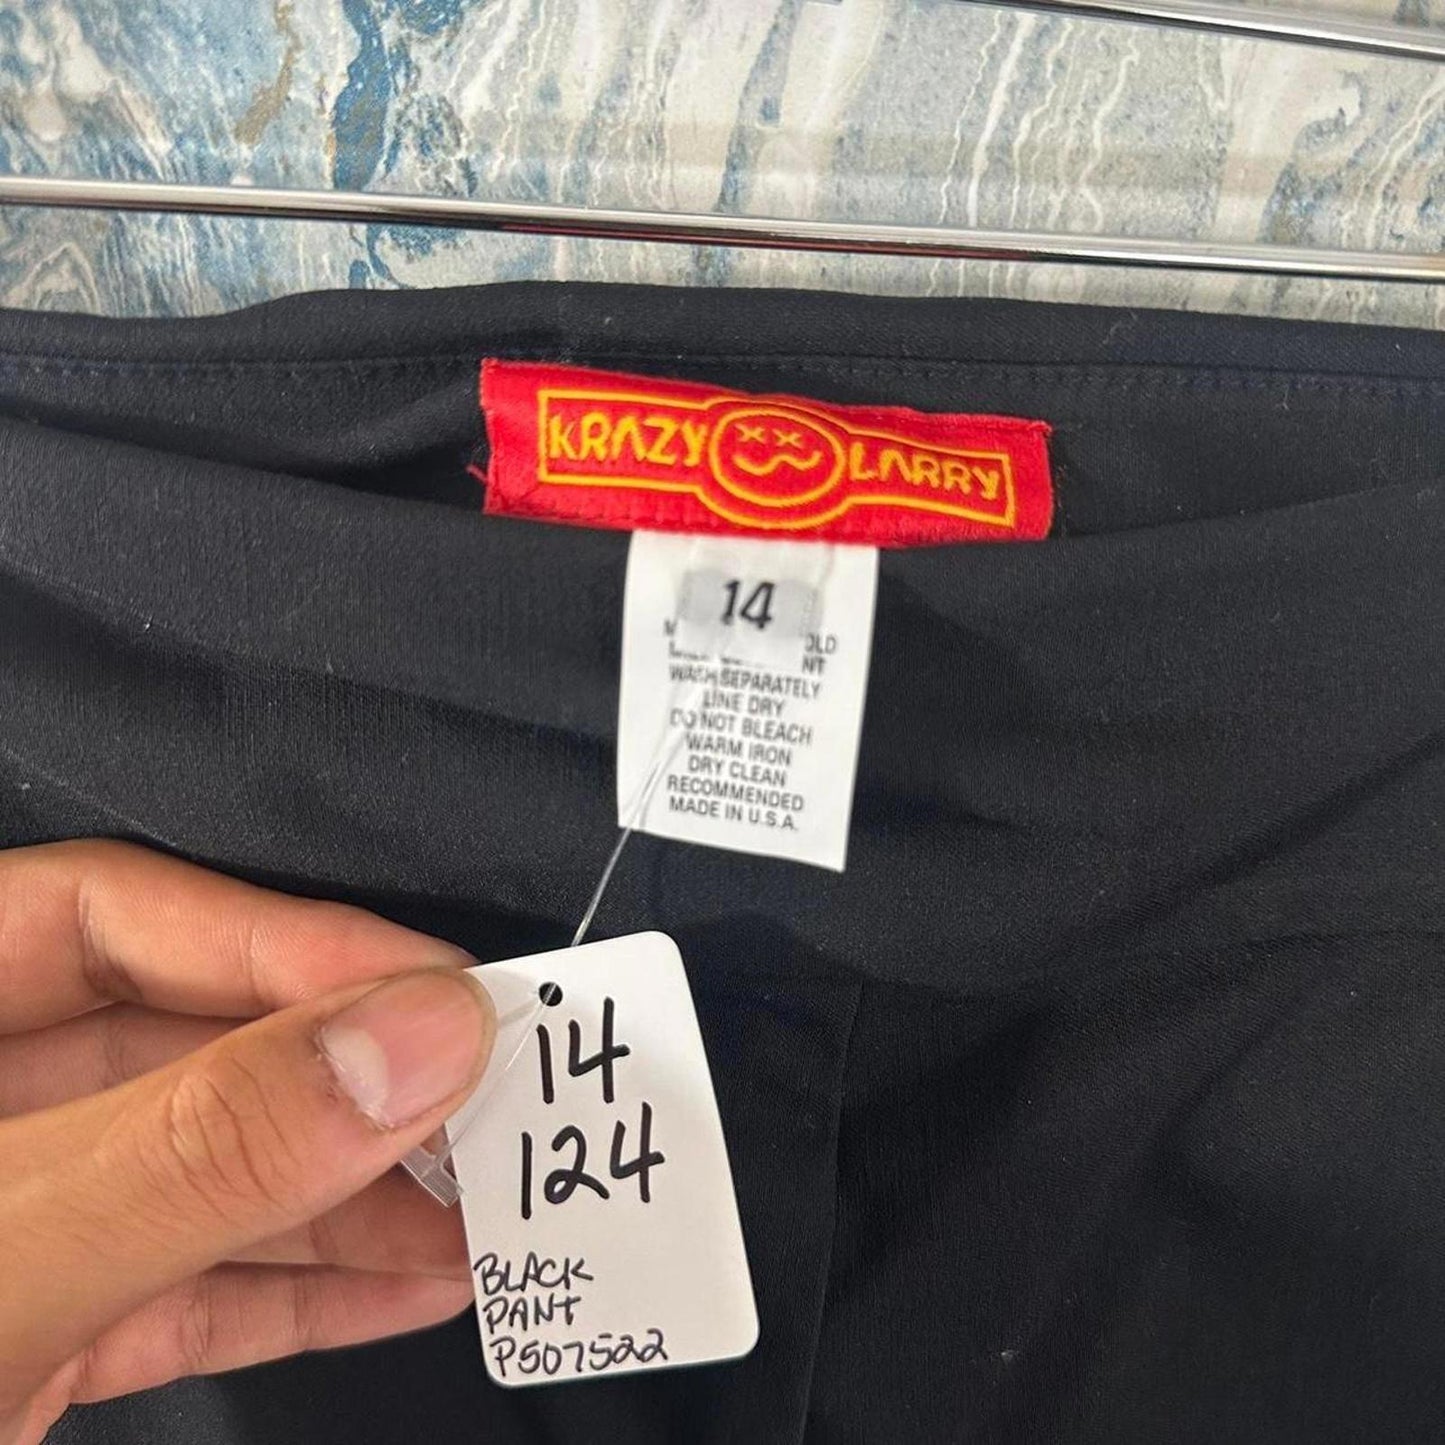 KRAZY LARRY
14
WASH SEPARATELY
LINE DRY
DO NOT BLEACH
WARM IRON
DRY CLEAN
RECOMMENDED
MADE IN U.S.A.
14
124
BLACK
PANT
P507522